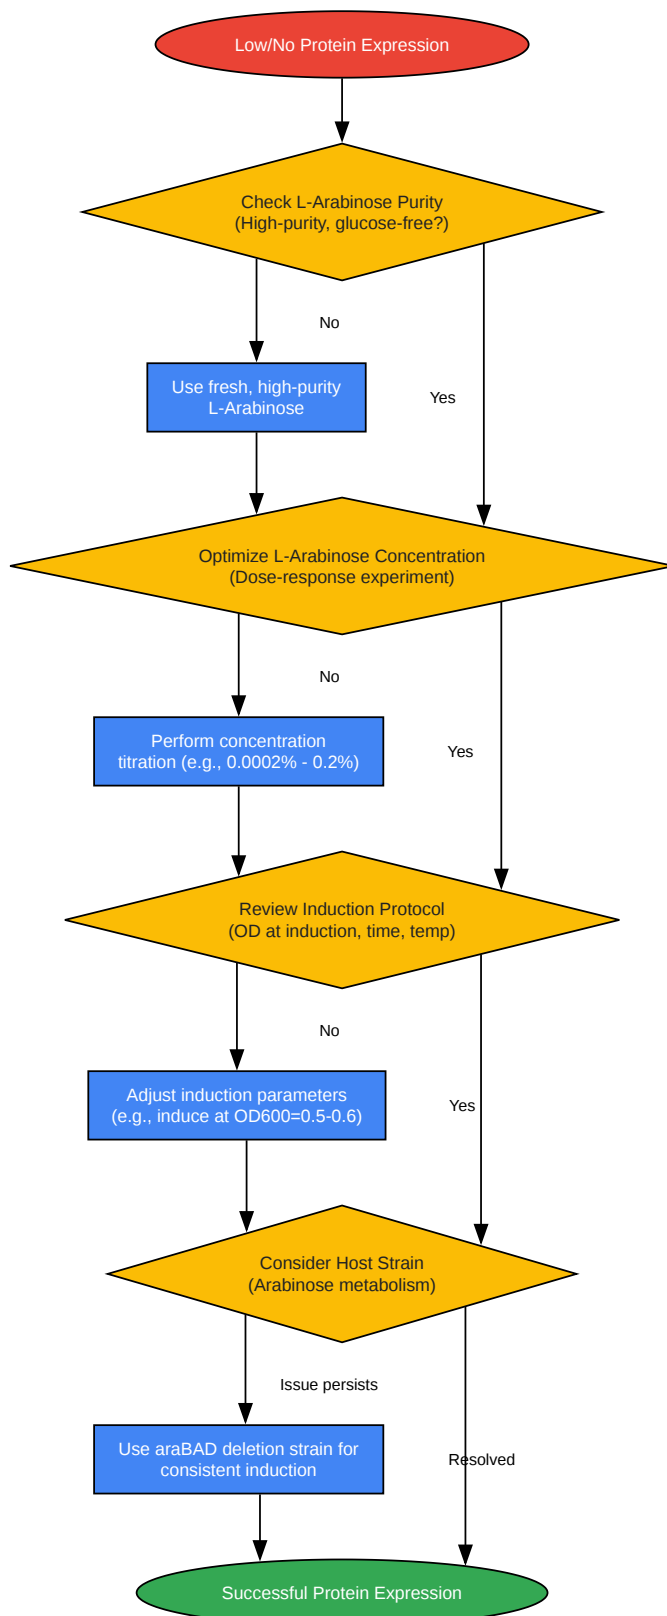 Low/No Protein Expression
Check L-Arabinose Purity
(High-purity, glucose-free?)
No
Use fresh, high-purity
L-Arabinose
Yes
Optimize L-Arabinose Concentration
(Dose-response experiment)
No
Perform concentration
titration (e.g., 0.0002% - 0.2%)
Yes
Review Induction Protocol
(OD at induction, time, temp)
No
Adjust induction parameters
(e.g., induce at OD600=0.5-0.6)
Yes
Consider Host Strain
(Arabinose metabolism)
Issue persists
Use araBAD deletion strain for
consistent induction
Resolved
Successful Protein Expression